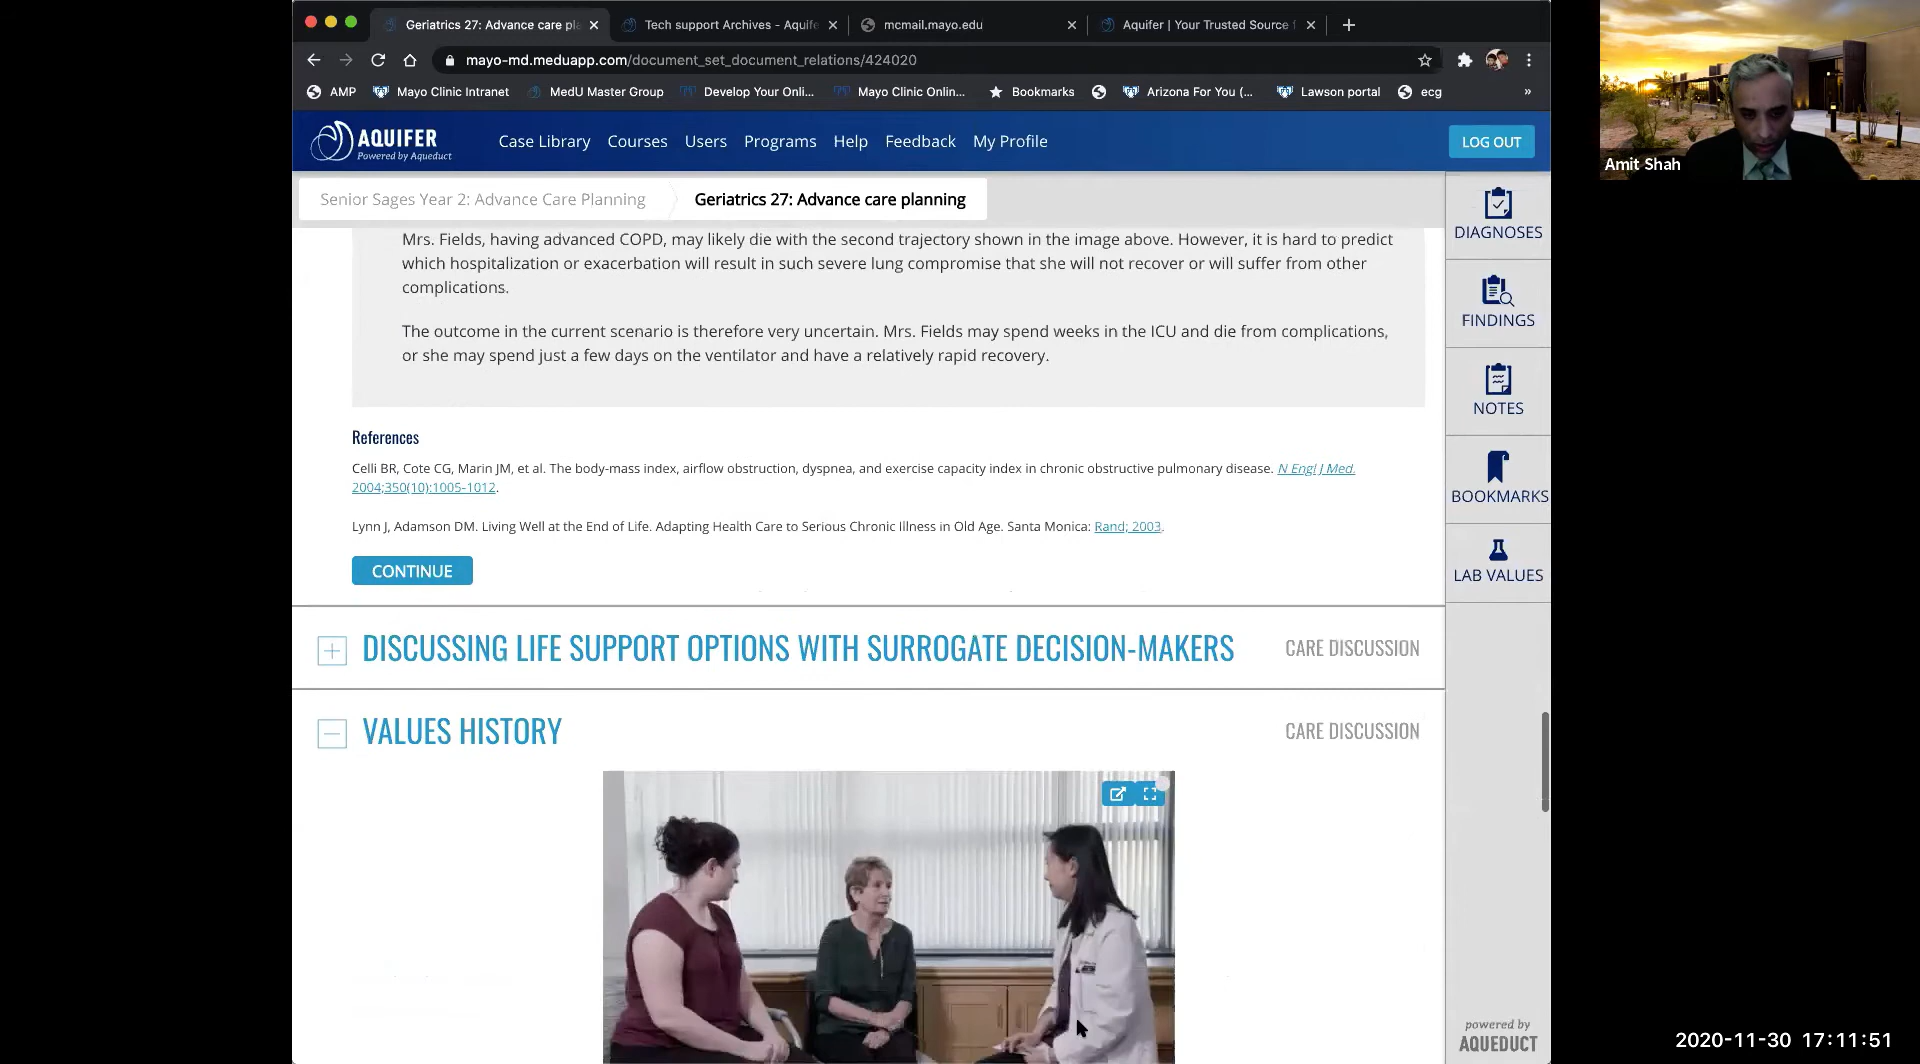 Geriatrics 27: Advance care pla
Tech support Archives - Aquife
mcmail.mayo.edu
Aquifer | Your Trusted Source f
mayo-md.meduapp.com/document_set_document_relations/424020
AMP
Mayo Clinic Intranet
MedU Master Group
Develop Your Onli...
Mayo Clinic Onlin...
Bookmarks
Arizona For You (...
Lawson portal
ecg
»
AQUIFER
Powered by Aqueduct
Case Library
Courses
Users
Programs
Help
Feedback
My Profile
LOG OUT
Amit Shah
Senior Sages Year 2: Advance Care Planning
Geriatrics 27: Advance care planning
DIAGNOSES
FINDINGS
NOTES
BOOKMARKS
LAB VALUES
Mrs. Fields, having advanced COPD, may likely die with the second trajectory shown in the image above. However, it is hard to predict
which hospitalization or exacerbation will result in such severe lung compromise that she will not recover or will suffer from other
complications.
The outcome in the current scenario is therefore very uncertain. Mrs. Fields may spend weeks in the ICU and die from complications,
or she may spend just a few days on the ventilator and have a relatively rapid recovery.
References
Celli BR, Cote CG, Marin JM, et al. The body-mass index, airflow obstruction, dyspnea, and exercise capacity index in chronic obstructive pulmonary disease. N Engl J Med.
2004;350(10):1005-1012.
Lynn J, Adamson DM. Living Well at the End of Life. Adapting Health Care to Serious Chronic Illness in Old Age. Santa Monica: Rand; 2003.
CONTINUE
DISCUSSING LIFE SUPPORT OPTIONS WITH SURROGATE DECISION-MAKERS
CARE DISCUSSION
VALUES HISTORY
CARE DISCUSSION
powered by
AQUEDUCT
2020-11-30 17:11:51